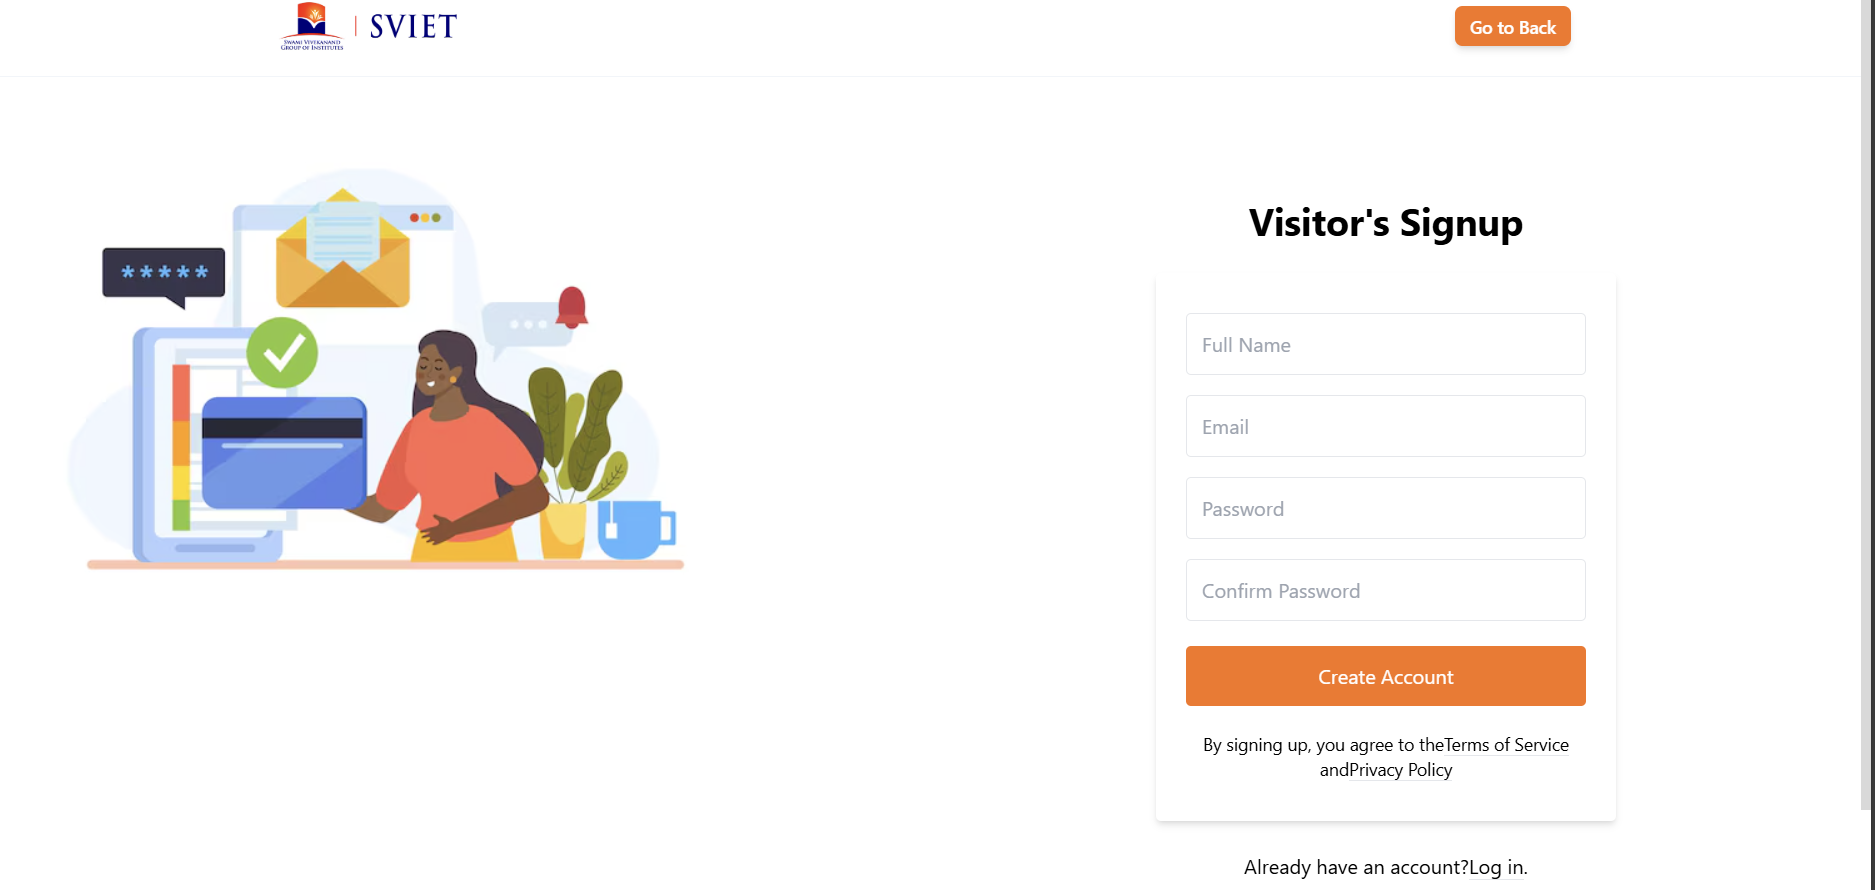 SWAMI VIVEKANAND
GROUP OF INSTITUTES
SVIET
Go to Back
*****
Visitor's Signup
Full Name
Email
Password
Confirm Password
Create Account
By signing up, you agree to theTerms of Service
andPrivacy Policy
Already have an account?Log in.